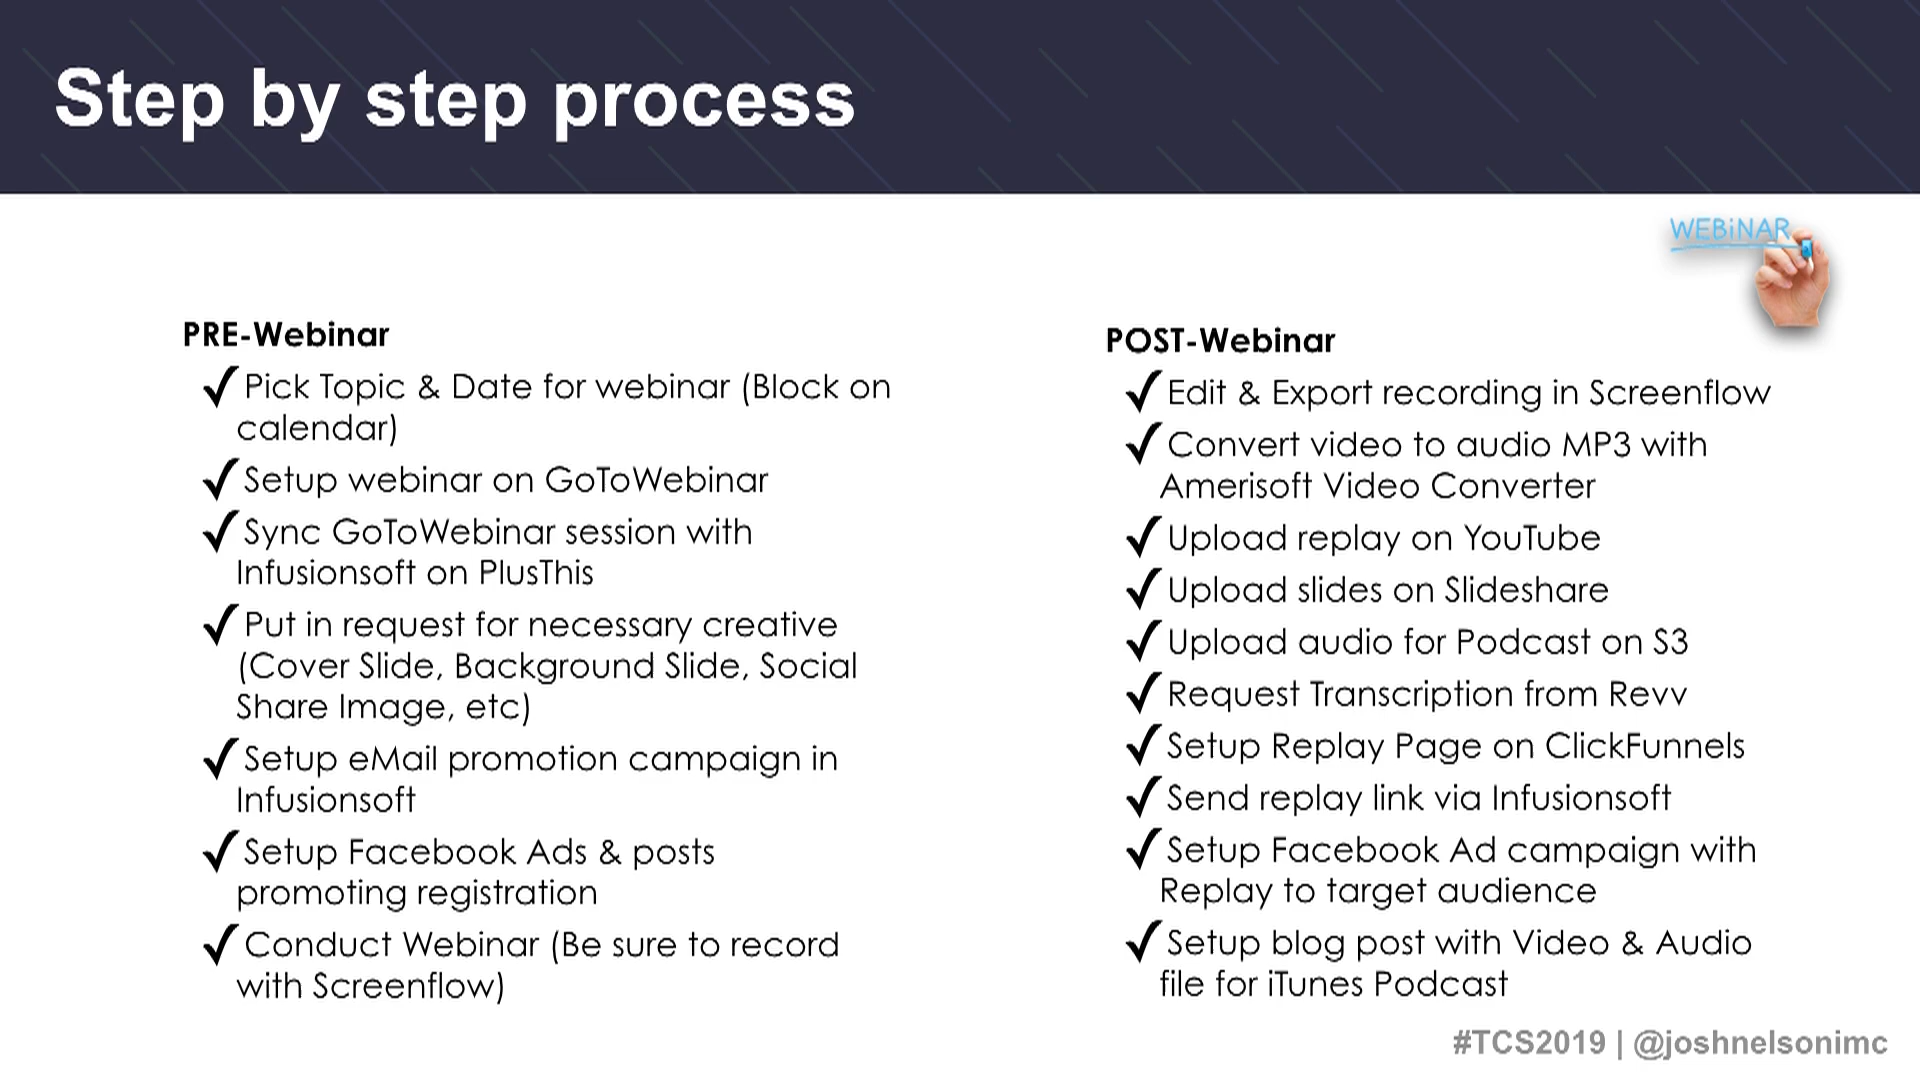 Step by step process
WEBiNAR
PRE-Webinar
✓Pick Topic & Date for webinar (Block on
calendar)
✓Setup webinar on GoToWebinar
✓Sync GoToWebinar session with
Infusionsoft on PlusThis
✓Put in request for necessary creative
(Cover Slide, Background Slide, Social
Share Image, etc)
✓Setup eMail promotion campaign in
Infusionsoft
✓Setup Facebook Ads & posts
promoting registration
✓Conduct Webinar (Be sure to record
with Screenflow)
POST-Webinar
✓Edit & Export recording in Screenflow
✓Convert video to audio MP3 with
Amerisoft Video Converter
✓Upload replay on YouTube
✓Upload slides on Slideshare
✓Upload audio for Podcast on S3
✓Request Transcription from Revv
✓Setup Replay Page on ClickFunnels
✓Send replay link via Infusionsoft
✓Setup Facebook Ad campaign with
Replay to target audience
✓Setup blog post with Video & Audio
file for iTunes Podcast
#TCS2019 | @joshnelsonimc